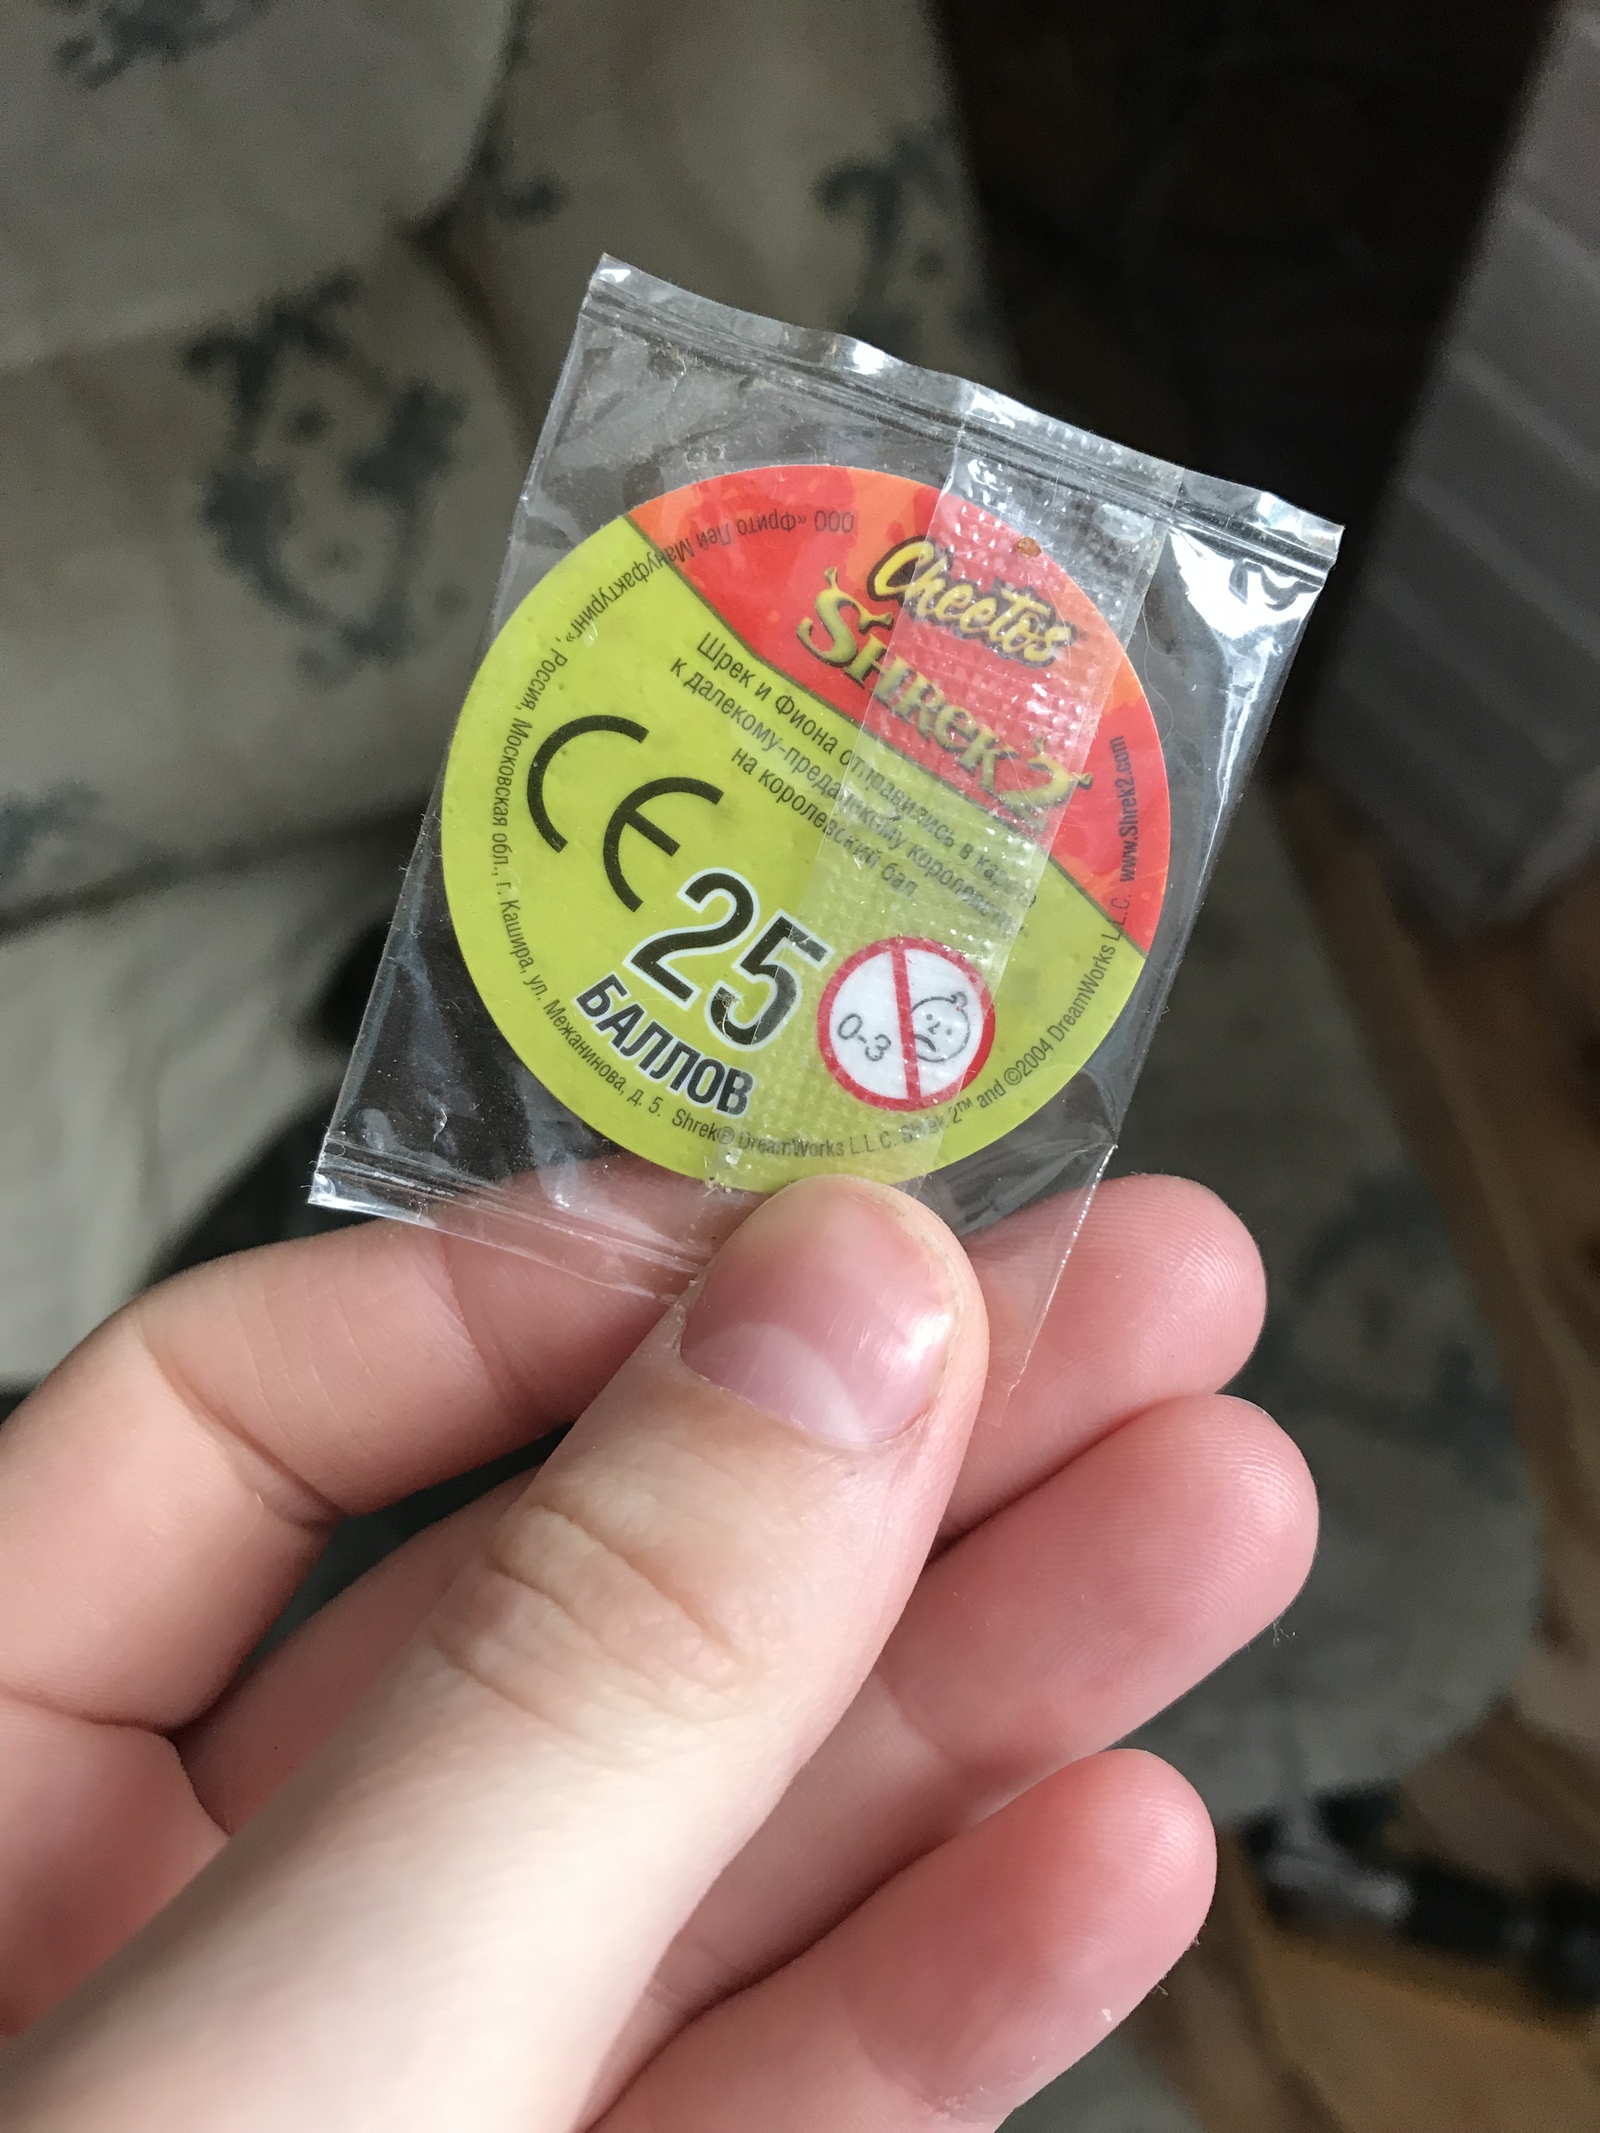 Cheetos
SHREK 2
Шрек и Фиона отправились в карете
к далекому-предалекому королевству
на королевский бал
CE
25
БАЛЛОВ
0-3
ООО «Фрито Лей Мануфактуринг», Россия, Московская обл., г. Кашира, ул. Межанинова, д. 5. Shrek® DreamWorks L.L.C. Shrek 2™ and ©2004 DreamWorks L.L.C. www.Shrek2.com